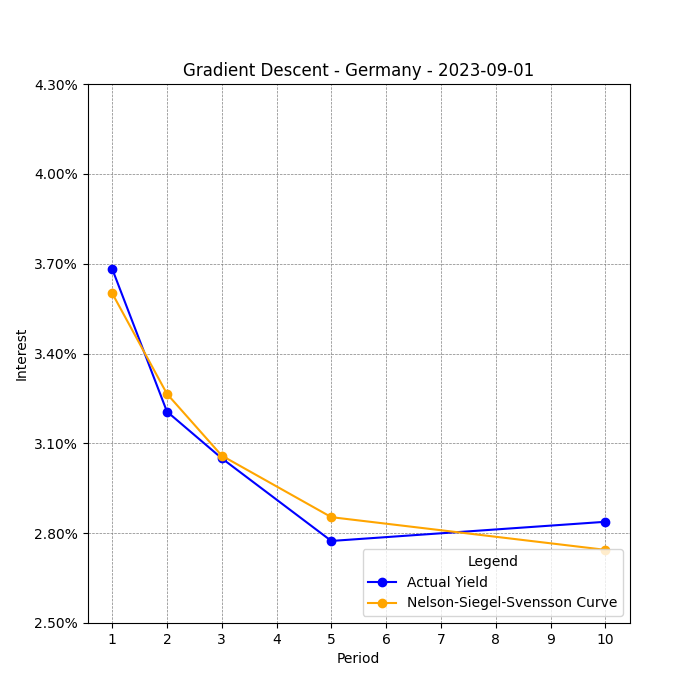 Gradient Descent - Germany - 2023-09-01
4.30%
4.00%
3.70%
3.40%
3.10%
2.80%
2.50%
Interest
1 2 3 4 5 6 7 8 9 10
Period
Legend
Actual Yield
Nelson-Siegel-Svensson Curve